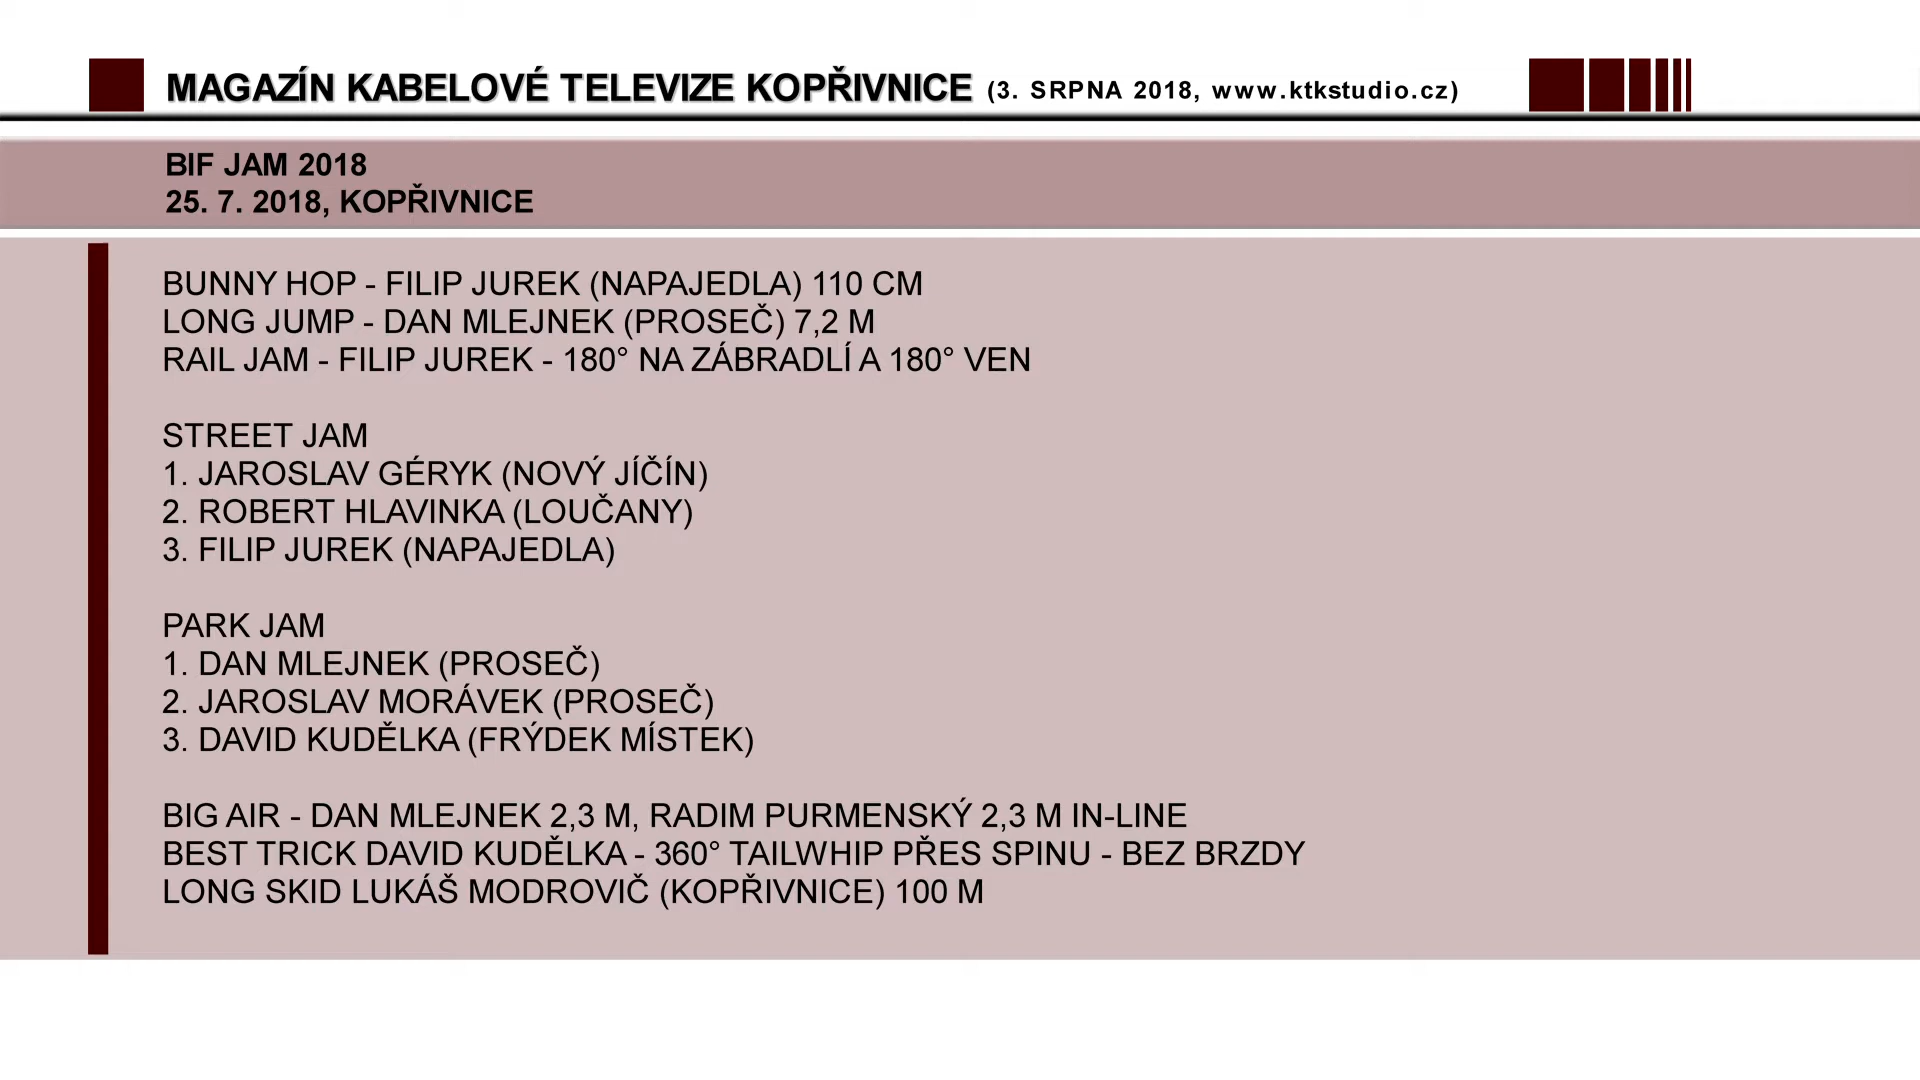 MAGAZÍN KABELOVÉ TELEVIZE KOPŘIVNICE (3. SRPNA 2018, www.ktkstudio.cz)
BIF JAM 2018
25. 7. 2018, KOPŘIVNICE
BUNNY HOP - FILIP JUREK (NAPAJEDLA) 110 CM
LONG JUMP - DAN MLEJNEK (PROSEČ) 7,2 M
RAIL JAM - FILIP JUREK - 180° NA ZÁBRADLÍ A 180° VEN
STREET JAM
1. JAROSLAV GÉRYK (NOVÝ JÍČÍN)
2. ROBERT HLAVINKA (LOUČANY)
3. FILIP JUREK (NAPAJEDLA)
PARK JAM
1. DAN MLEJNEK (PROSEČ)
2. JAROSLAV MORÁVEK (PROSEČ)
3. DAVID KUDĚLKA (FRÝDEK MÍSTEK)
BIG AIR - DAN MLEJNEK 2,3 M, RADIM PURMENSKÝ 2,3 M IN-LINE
BEST TRICK DAVID KUDĚLKA - 360° TAILWHIP PŘES SPINU - BEZ BRZDY
LONG SKID LUKÁŠ MODROVIČ (KOPŘIVNICE) 100 M